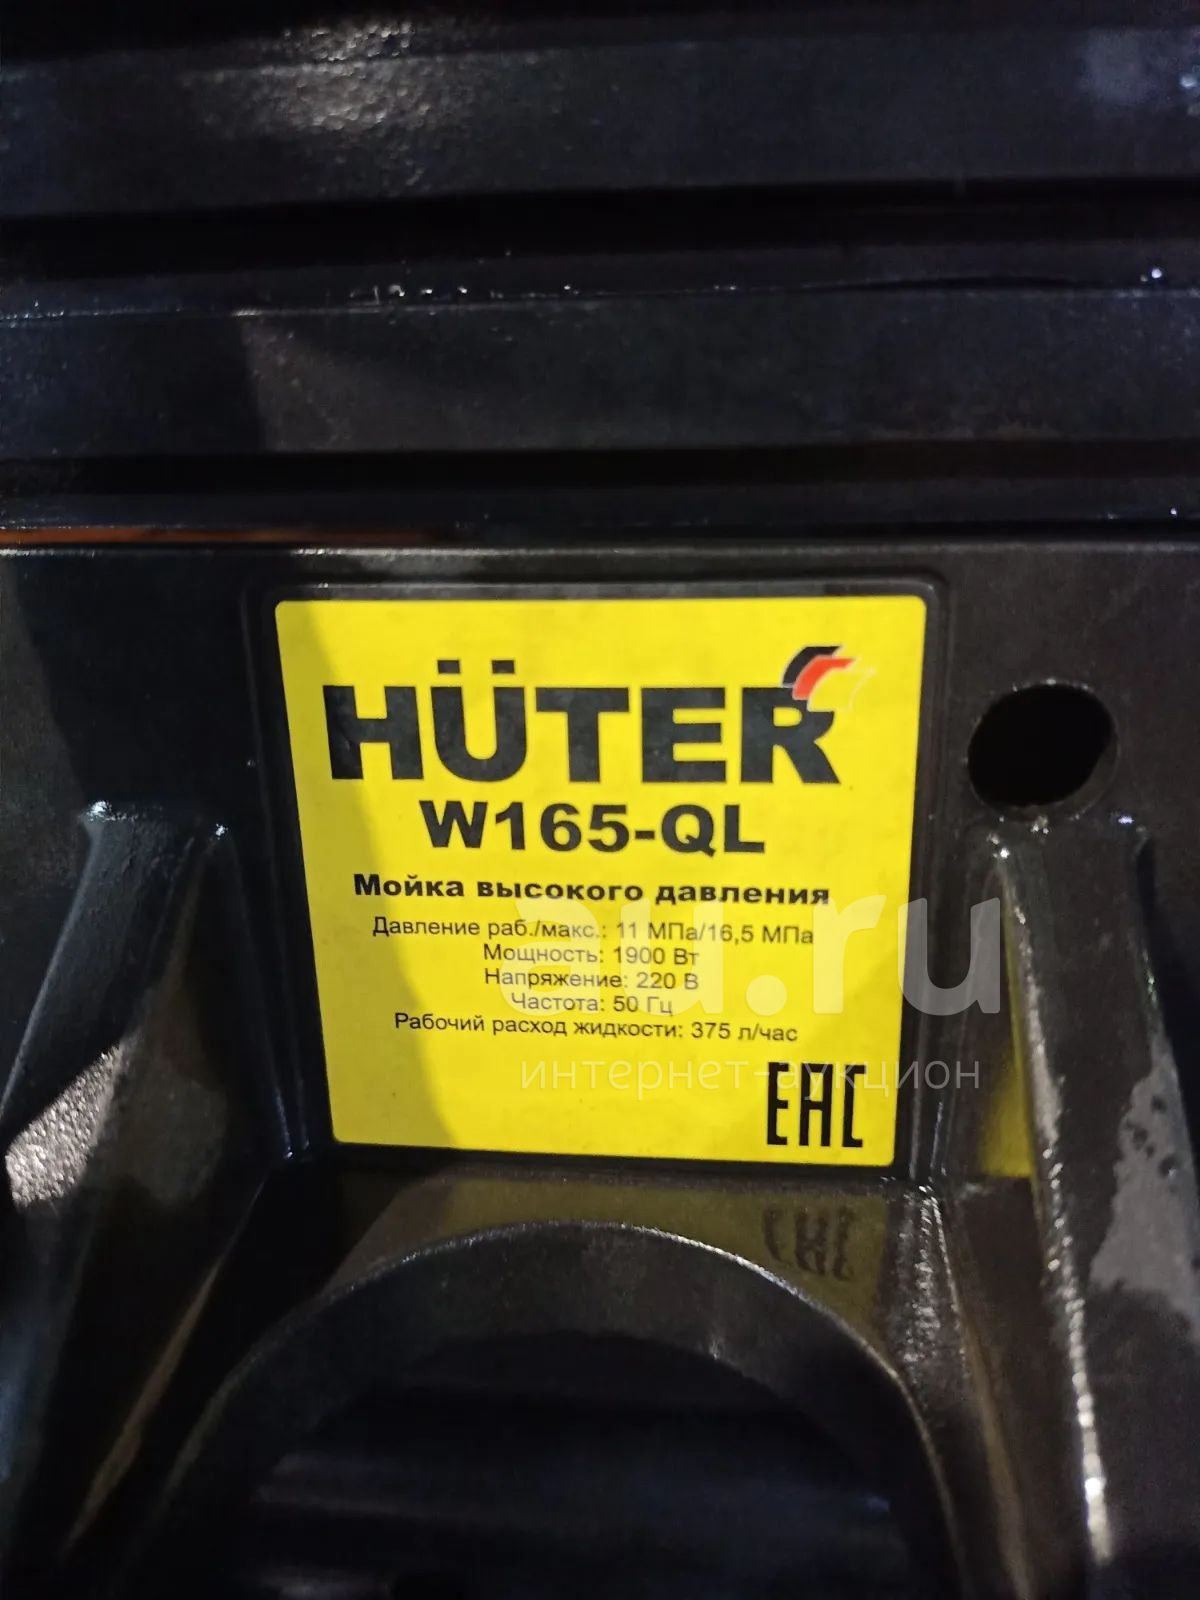 HÜTER
W165-QL
Мойка высокого давления
Давление раб./макс.: 11 МПа/16,5 МПа
Мощность: 1900 Вт
Напряжение: 220 В
Частота: 50 Гц
Рабочий расход жидкости: 375 л/час
EAC
au.ru
интернет-аукцион